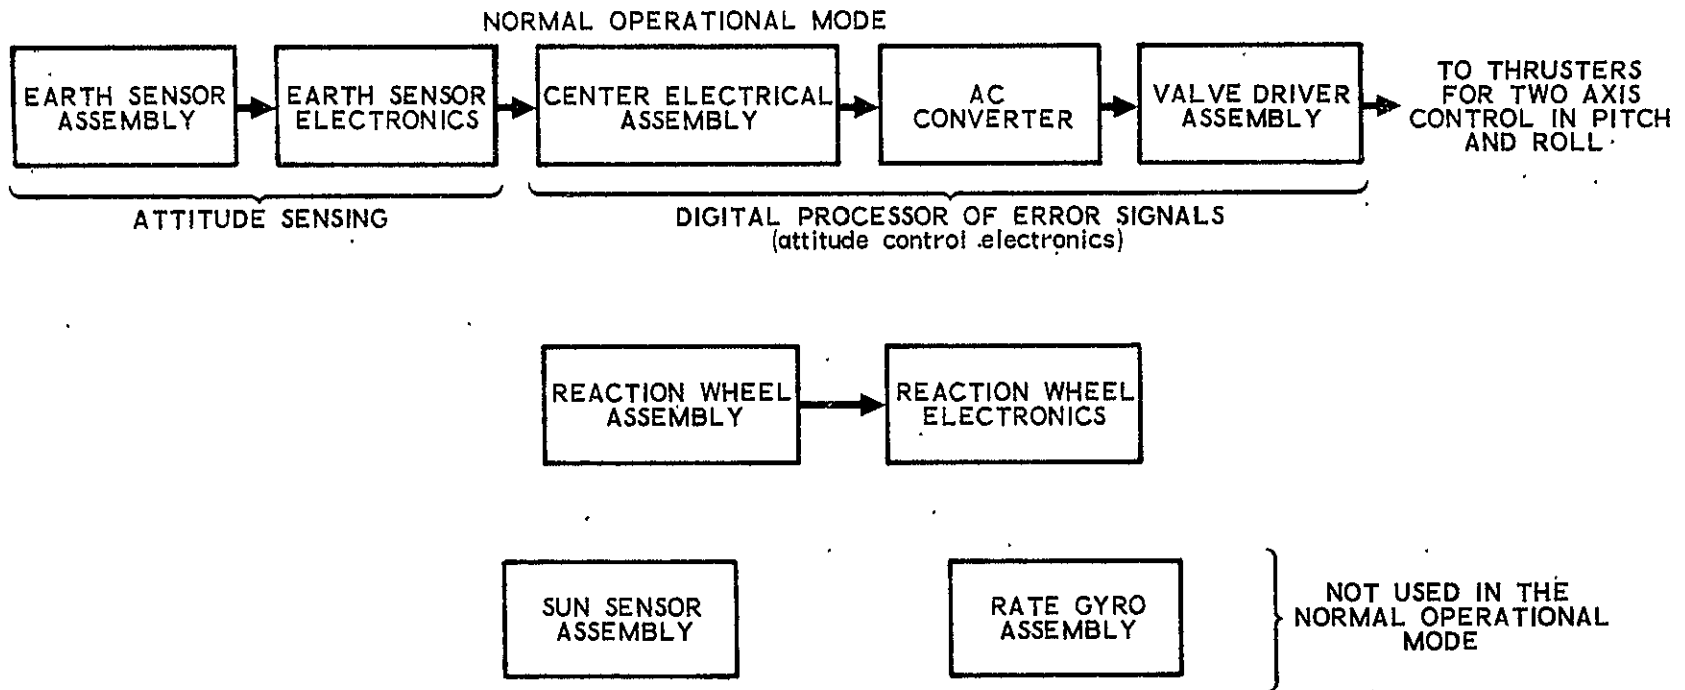 NORMAL OPERATIONAL MODE
EARTH SENSOR
ASSEMBLY
EARTH SENSOR
ELECTRONICS
CENTER ELECTRICAL
ASSEMBLY
AC
CONVERTER
VALVE DRIVER
ASSEMBLY
TO THRUSTERS
FOR TWO AXIS
CONTROL IN PITCH
AND ROLL
ATTITUDE SENSING
DIGITAL PROCESSOR OF ERROR SIGNALS
(attitude control electronics)
REACTION WHEEL
ASSEMBLY
REACTION WHEEL
ELECTRONICS
SUN SENSOR
ASSEMBLY
RATE GYRO
ASSEMBLY
NOT USED IN THE
NORMAL OPERATIONAL
MODE